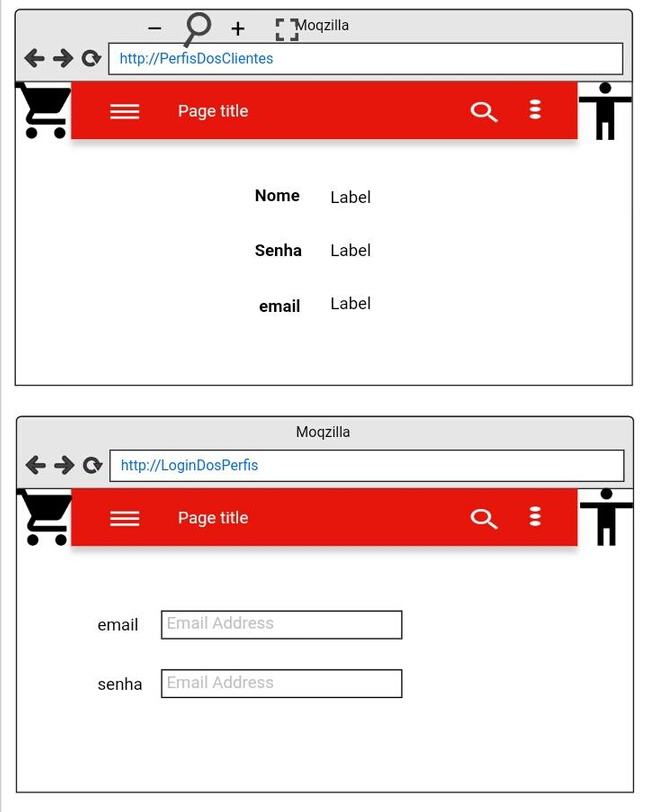 Moqzilla
http://PerfisDosClientes
Page title
Nome Label
Senha Label
email Label
Moqzilla
http://LoginDosPerfis
Page title
email Email Address
senha Email Address